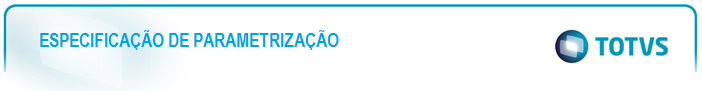 ESPECIFICAÇÃO DE PARAMETRIZAÇÃO
TOTVS